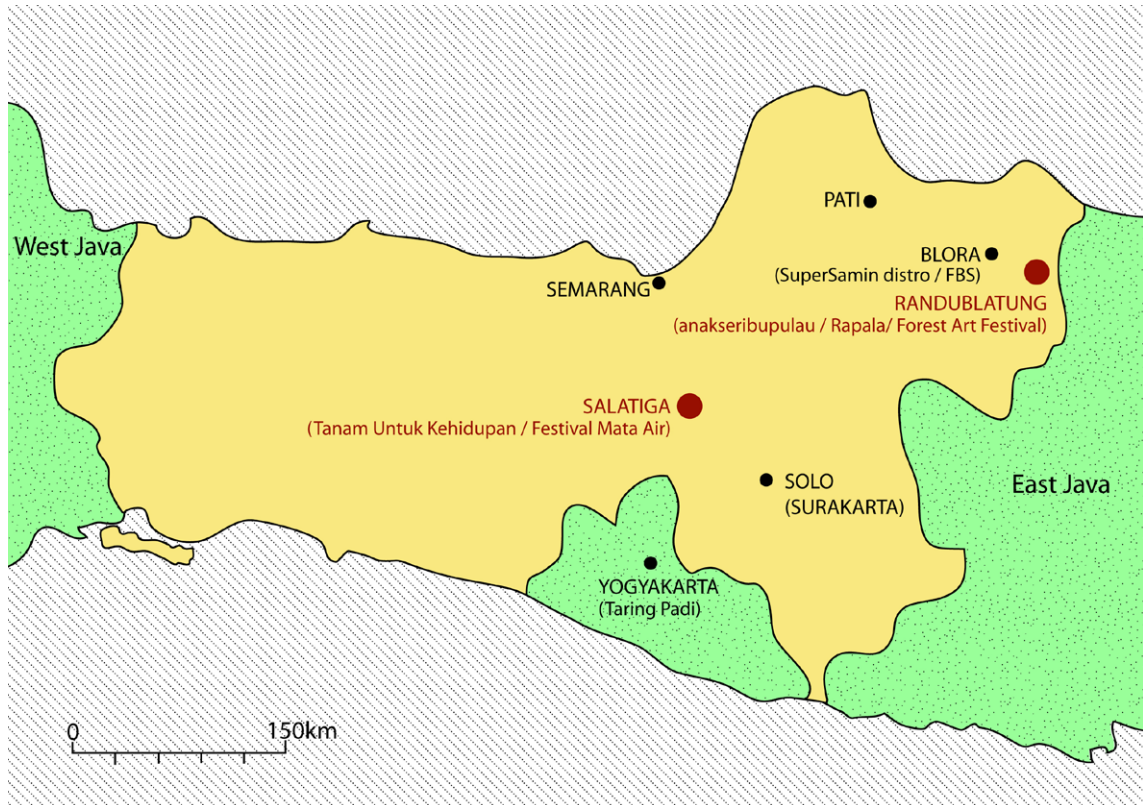 PATI
West Java
BLORA
(SuperSamin distro / FBS)
SEMARANG
RANDUBLATUNG
(anakseribupulau / Rapala/ Forest Art Festival)
SALATIGA
(Tanam Untuk Kehidupan / Festival Mata Air)
SOLO
(SURAKARTA)
East Java
YOGYAKARTA
(Taring Padi)
0 150km